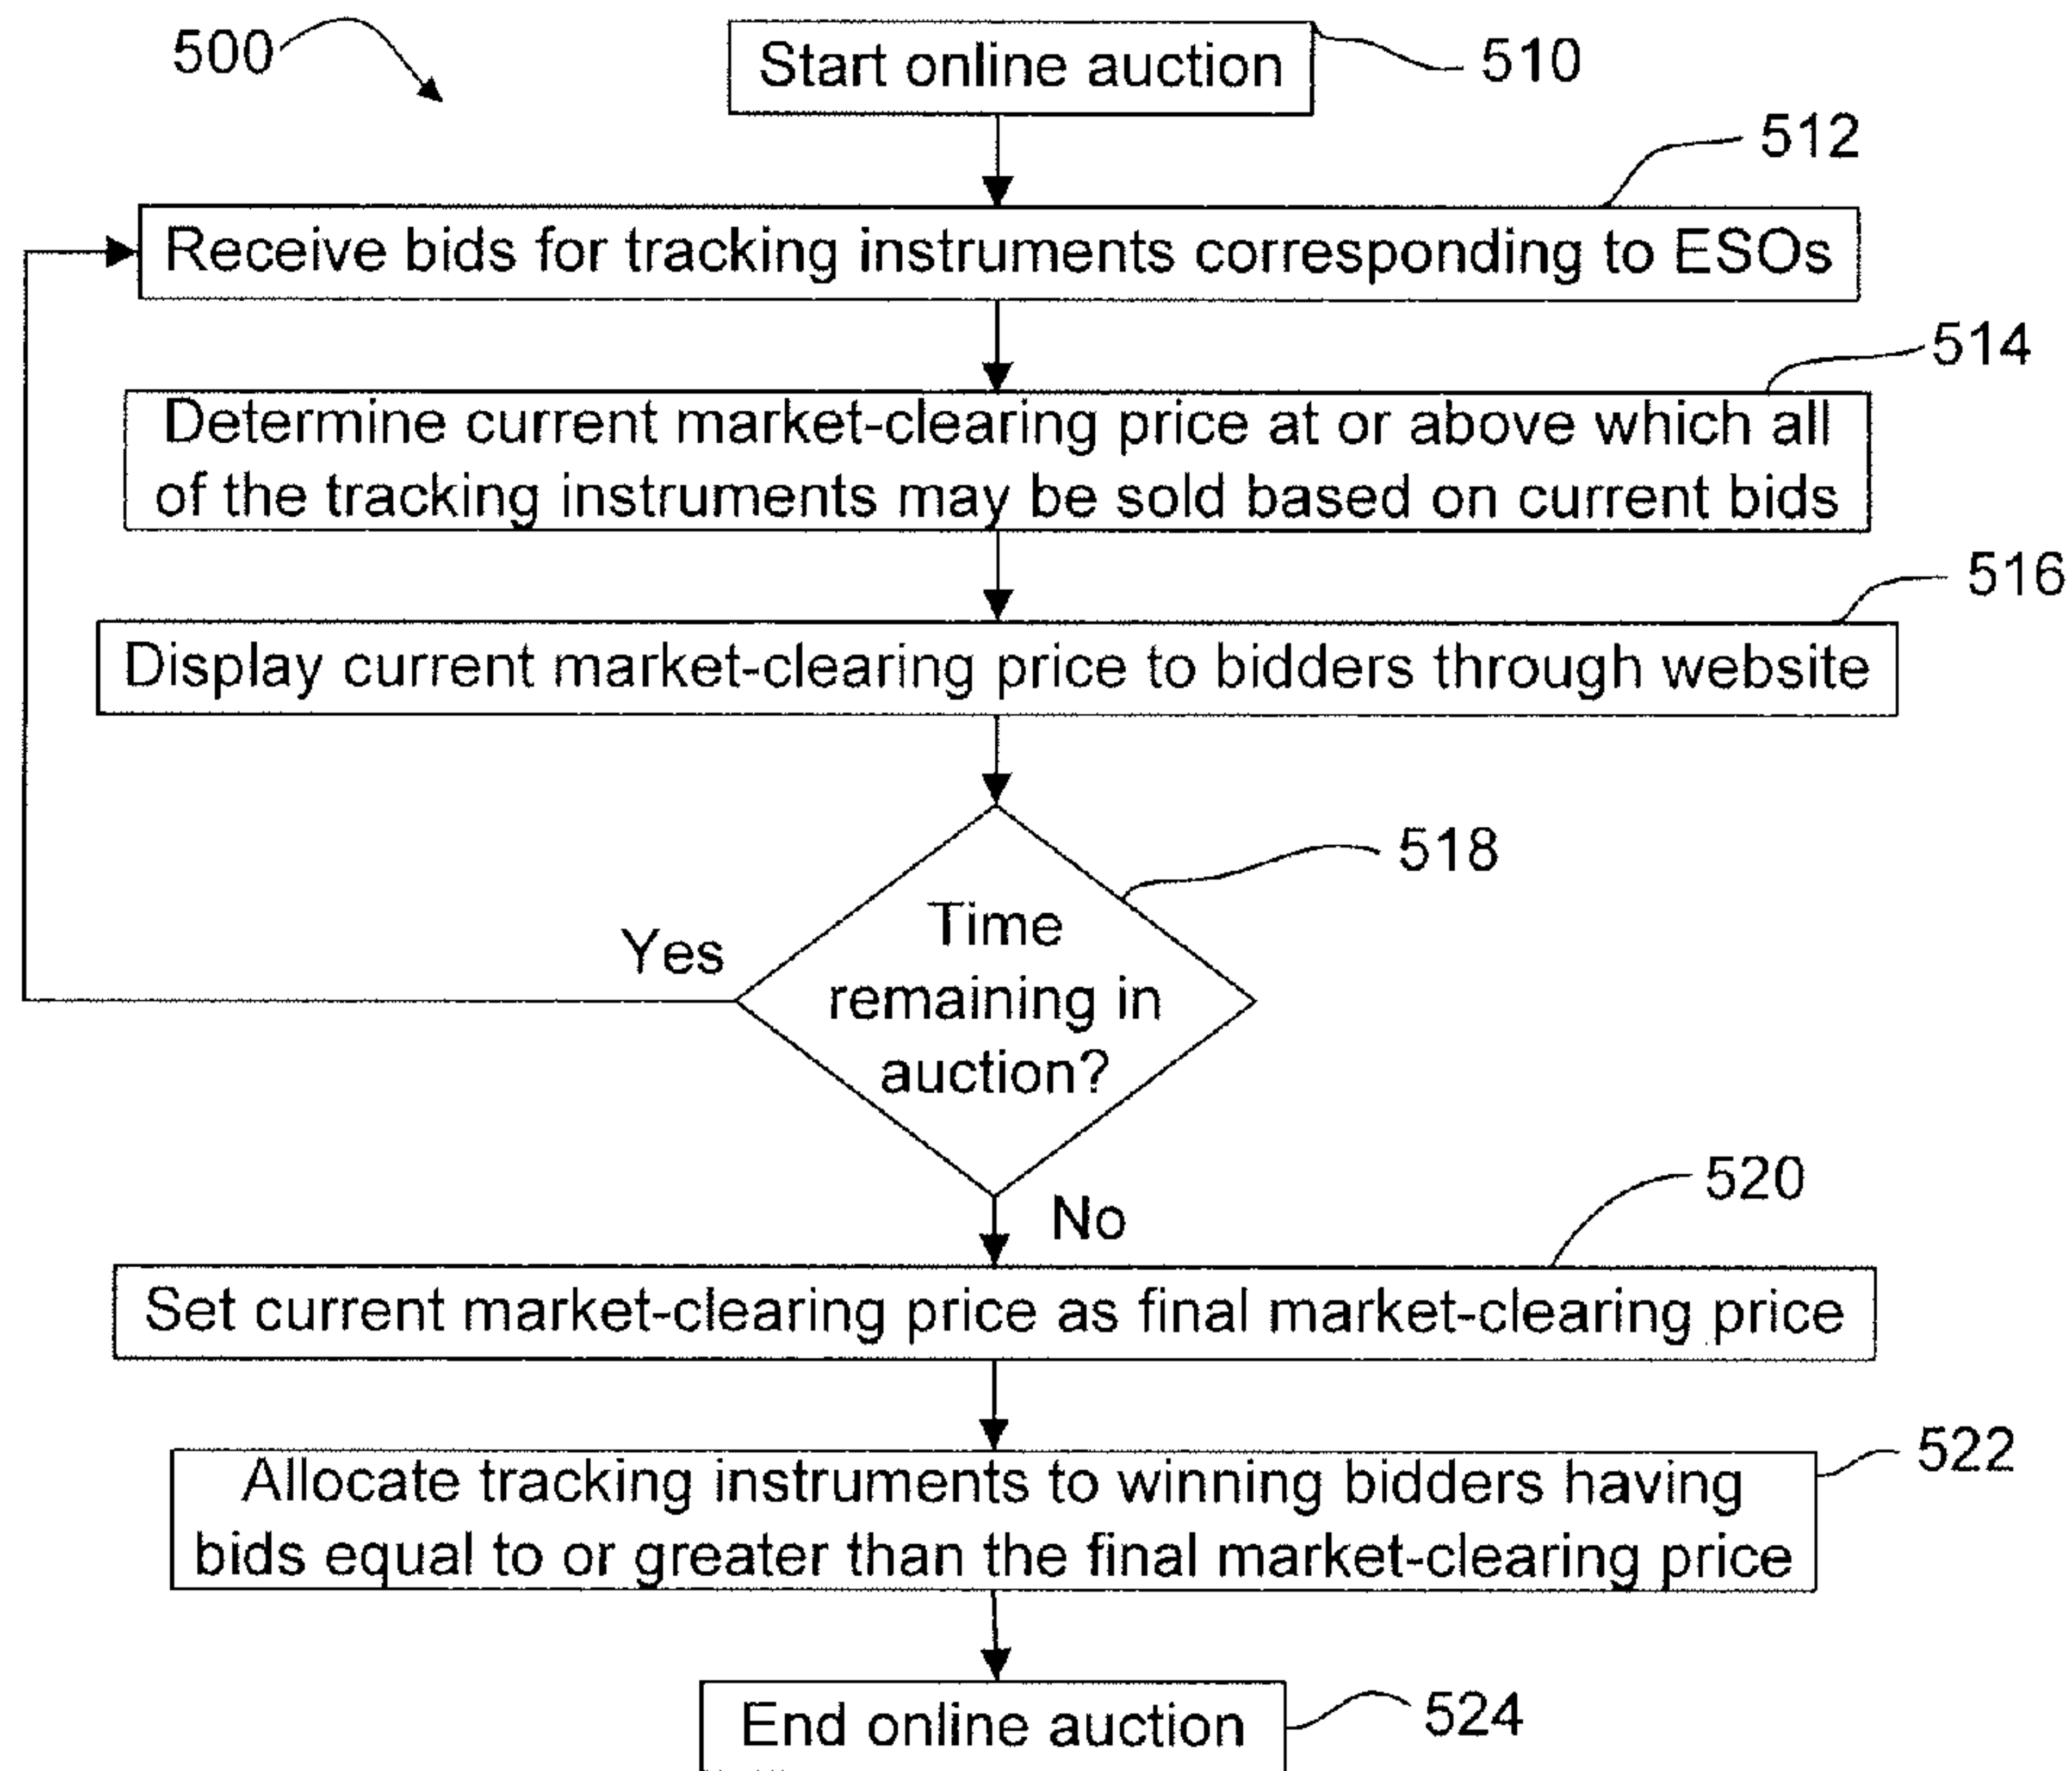 500
Start online auction
510
512
Receive bids for tracking instruments corresponding to ESOs
514
Determine current market-clearing price at or above which all
of the tracking instruments may be sold based on current bids
516
Display current market-clearing price to bidders through website
518
Time
remaining in
auction?
Yes
No
520
Set current market-clearing price as final market-clearing price
522
Allocate tracking instruments to winning bidders having
bids equal to or greater than the final market-clearing price
End online auction
524